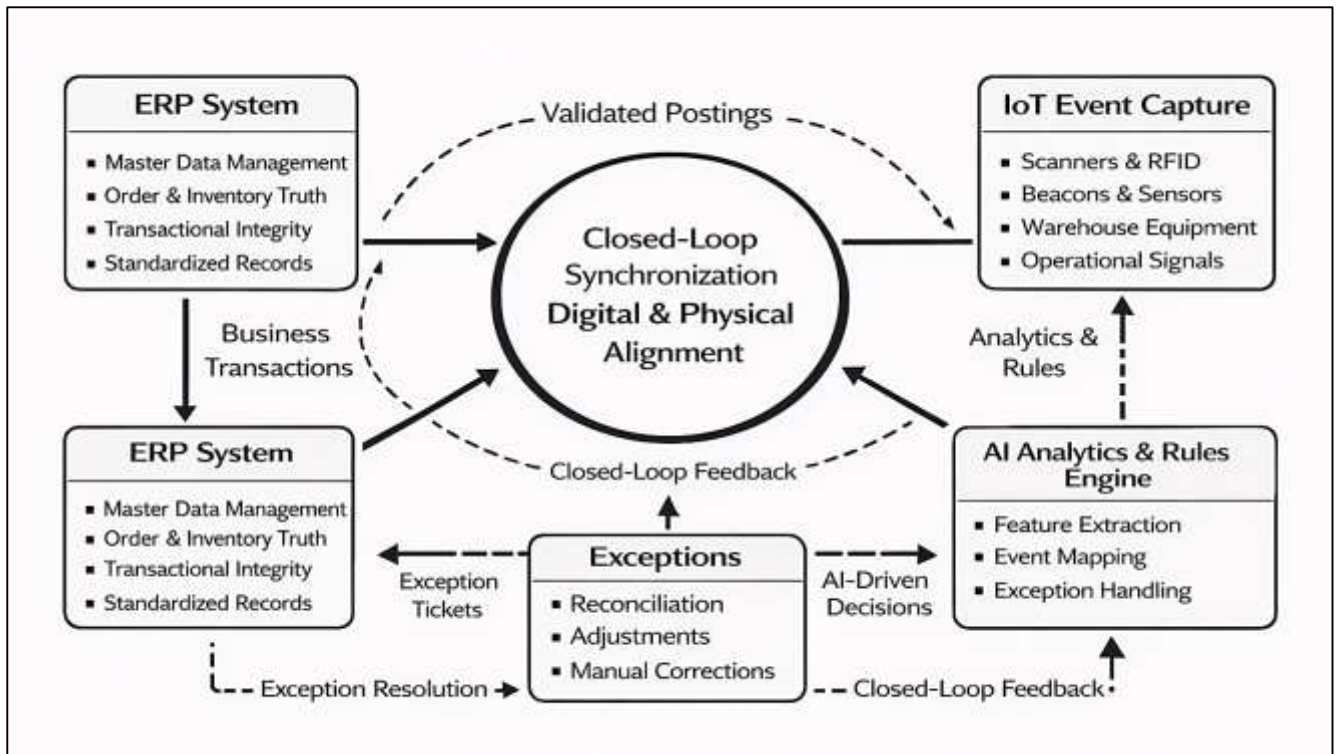 ERP System
▪ Master Data Management
▪ Order & Inventory Truth
▪ Transactional Integrity
▪ Standardized Records
Validated Postings
IoT Event Capture
▪ Scanners & RFID
▪ Beacons & Sensors
▪ Warehouse Equipment
▪ Operational Signals
Closed-Loop
Synchronization
Digital & Physical
Alignment
Business
Transactions
Analytics &
Rules
ERP System
▪ Master Data Management
▪ Order & Inventory Truth
▪ Transactional Integrity
▪ Standardized Records
Closed-Loop Feedback
AI Analytics & Rules
Engine
▪ Feature Extraction
▪ Event Mapping
▪ Exception Handling
Exception
Tickets
Exceptions
▪ Reconciliation
▪ Adjustments
▪ Manual Corrections
AI-Driven
Decisions
Exception Resolution
Closed-Loop Feedback